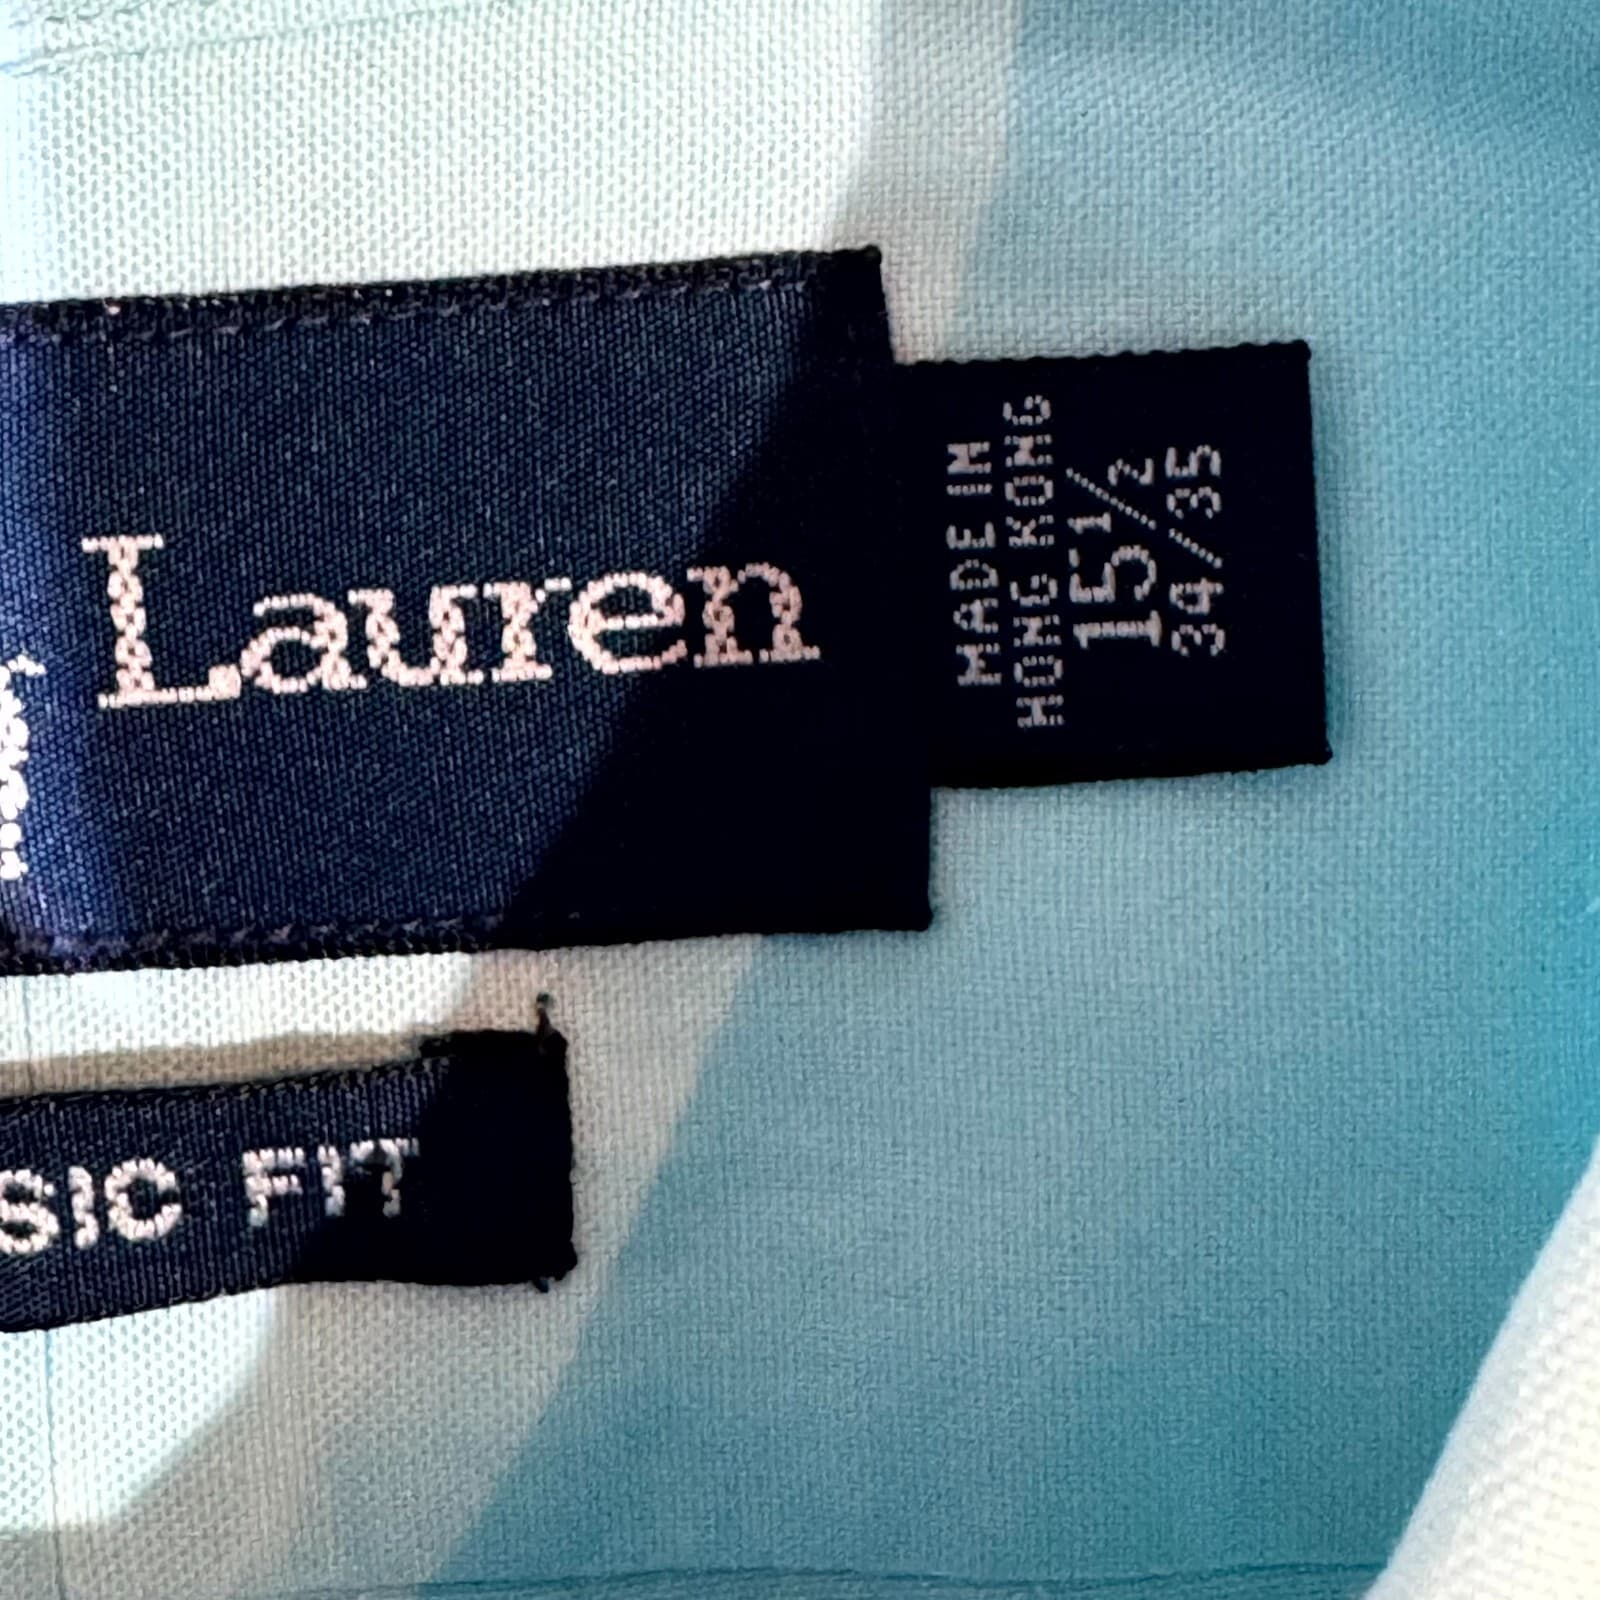 Lauren
MADE IN
HONG KONG
15 1/2
34/35
SIC FIT